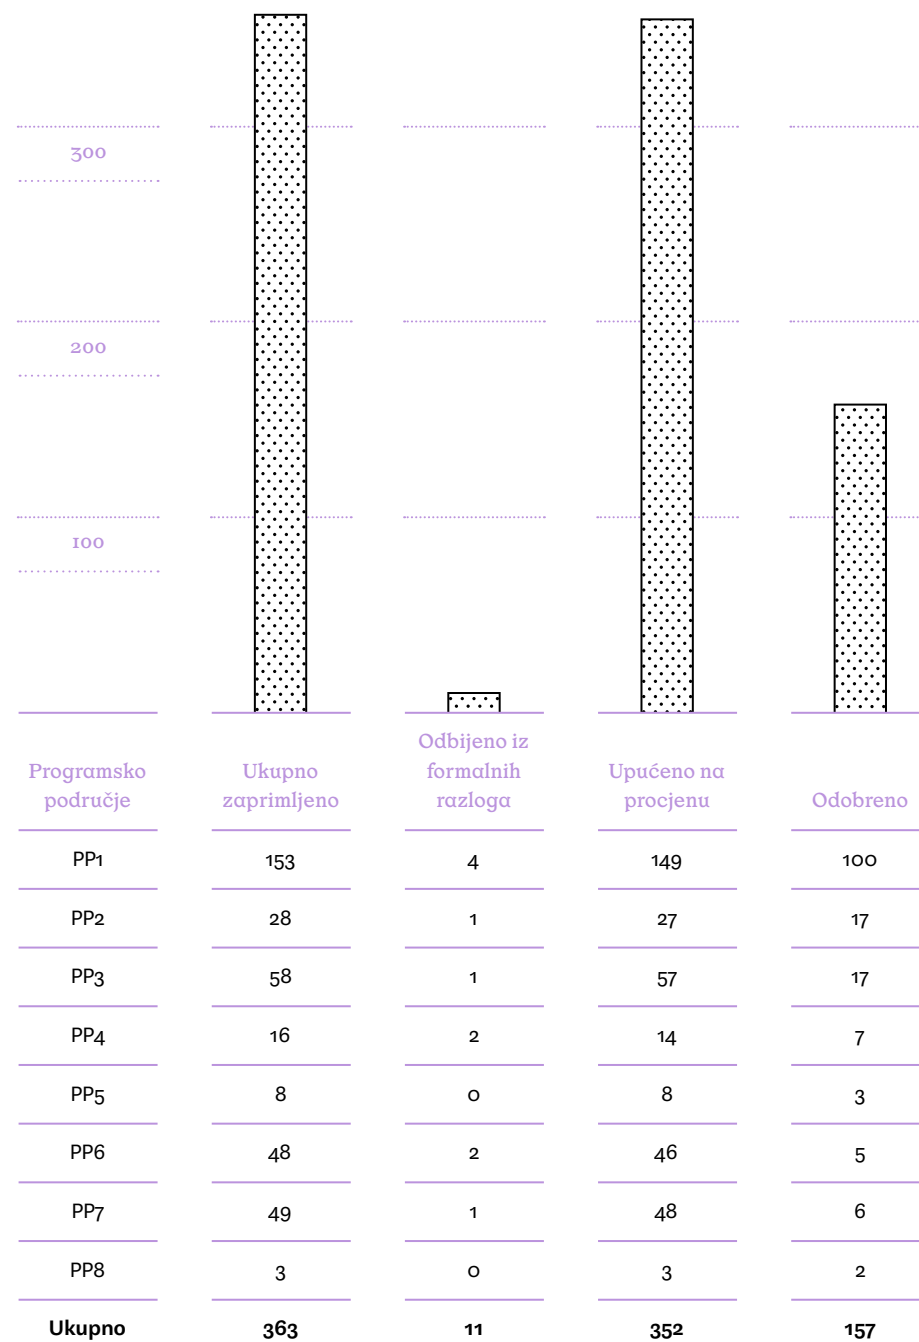 300
200
100
Programsko
područje
Ukupno
zaprimljeno
Odbijeno iz
formalnih
razloga
Upućeno na
procjenu
Odobreno
PP1 153 4 149 100
PP2 28 1 27 17
PP3 58 1 57 17
PP4 16 2 14 7
PP5 8 0 8 3
PP6 48 2 46 5
PP7 49 1 48 6
PP8 3 0 3 2
Ukupno 363 11 352 157